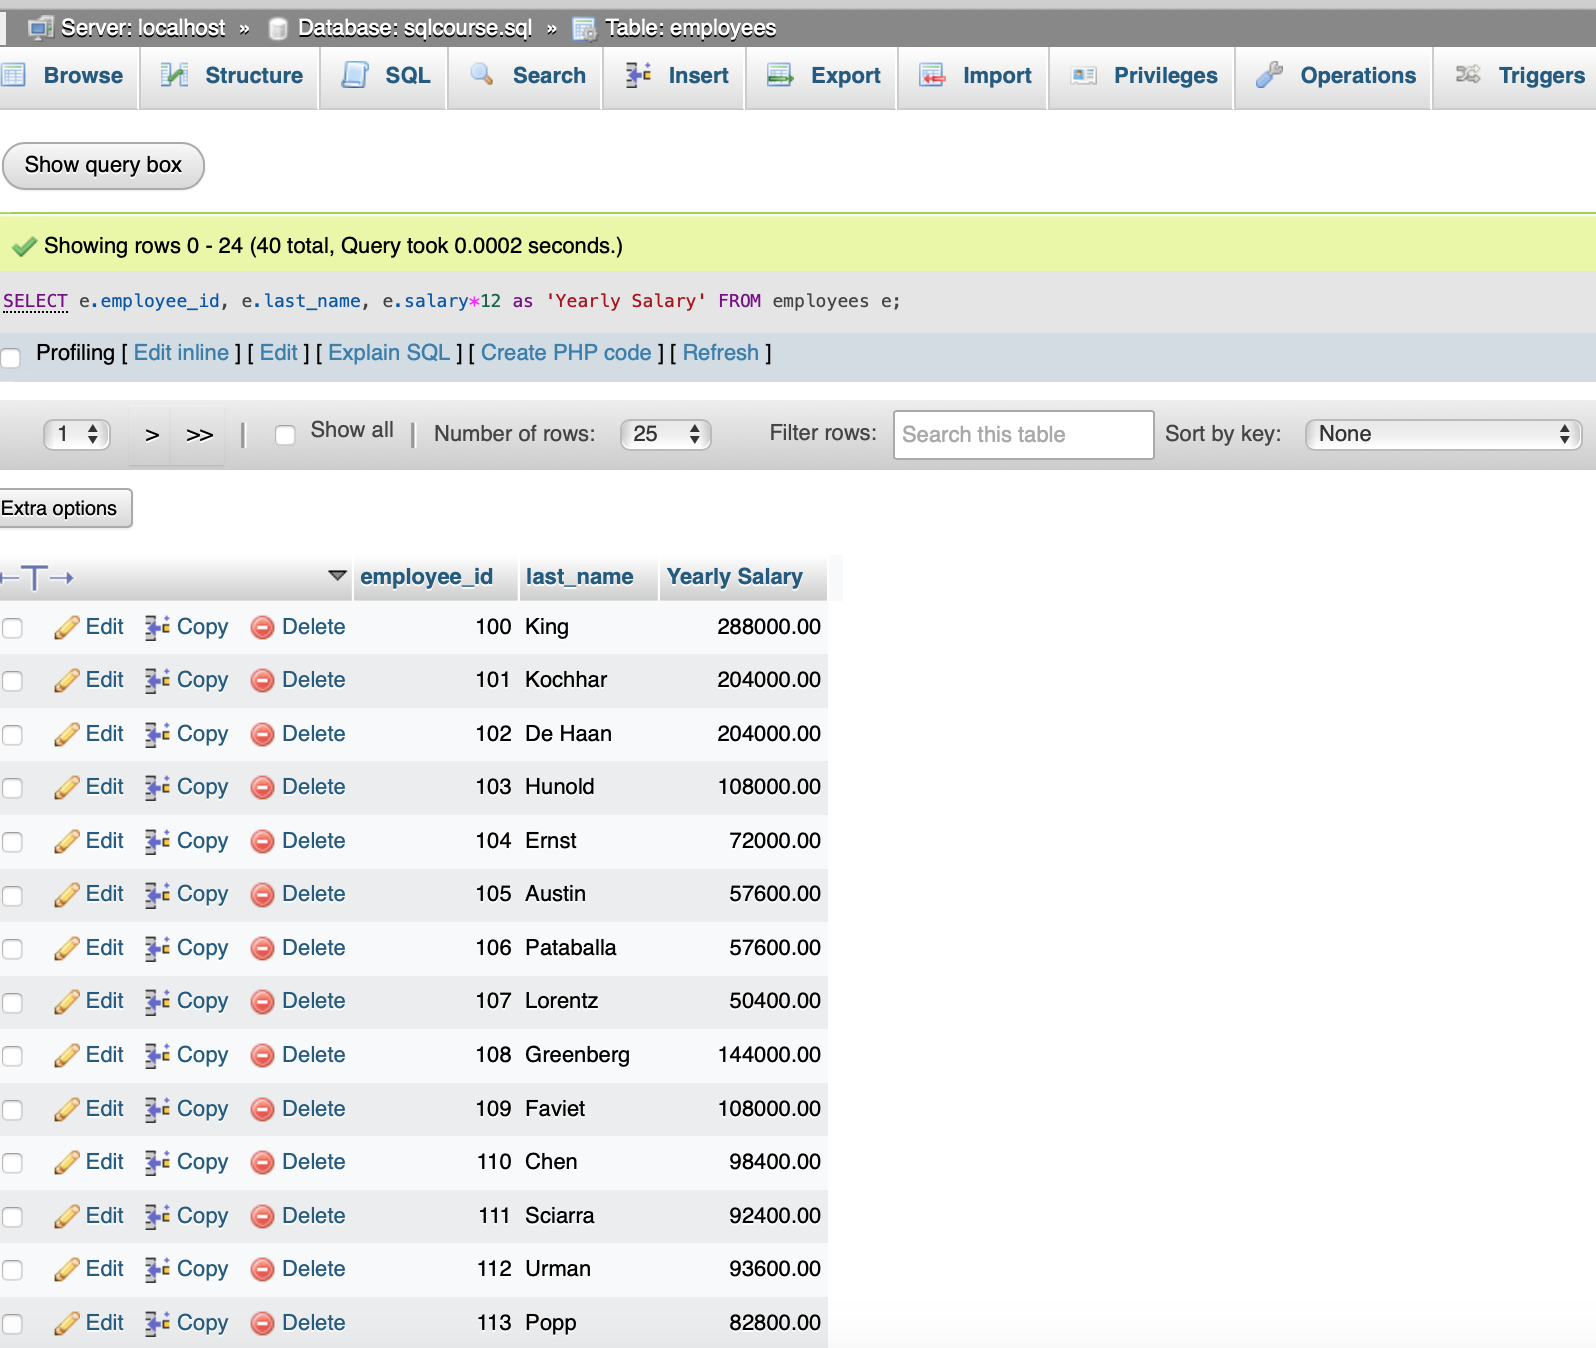 Server: localhost » Database: sqlcourse.sql » Table: employees
Browse Structure SQL Search Insert Export Import Privileges Operations Triggers
Show query box
Showing rows 0 - 24 (40 total, Query took 0.0002 seconds.)
SELECT e.employee_id, e.last_name, e.salary*12 as 'Yearly Salary' FROM employees e;
Profiling [ Edit inline ] [ Edit ] [ Explain SQL ] [ Create PHP code ] [ Refresh ]
1 > >> | Show all | Number of rows: 25 Filter rows: Search this table Sort by key: None
Extra options
←T→ employee_id last_name Yearly Salary
Edit Copy Delete 100 King 288000.00
Edit Copy Delete 101 Kochhar 204000.00
Edit Copy Delete 102 De Haan 204000.00
Edit Copy Delete 103 Hunold 108000.00
Edit Copy Delete 104 Ernst 72000.00
Edit Copy Delete 105 Austin 57600.00
Edit Copy Delete 106 Pataballa 57600.00
Edit Copy Delete 107 Lorentz 50400.00
Edit Copy Delete 108 Greenberg 144000.00
Edit Copy Delete 109 Faviet 108000.00
Edit Copy Delete 110 Chen 98400.00
Edit Copy Delete 111 Sciarra 92400.00
Edit Copy Delete 112 Urman 93600.00
Edit Copy Delete 113 Popp 82800.00